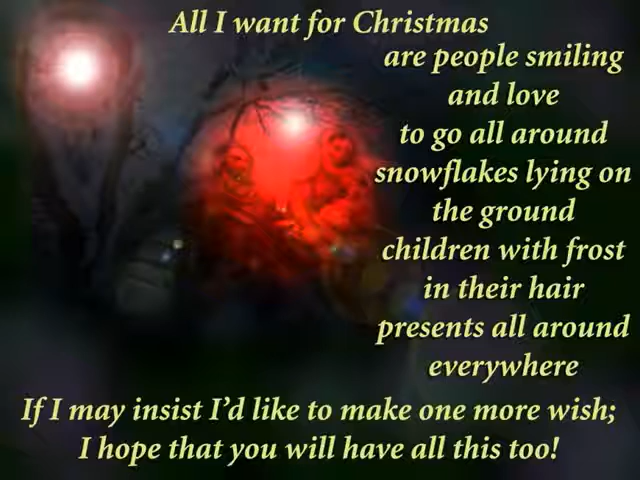 All I want for Christmas
are people smiling
and love
to go all around
snowflakes lying on
the ground
children with frost
in their hair
presents all around
everywhere
If I may insist I'd like to make one more wish;
I hope that you will have all this too!